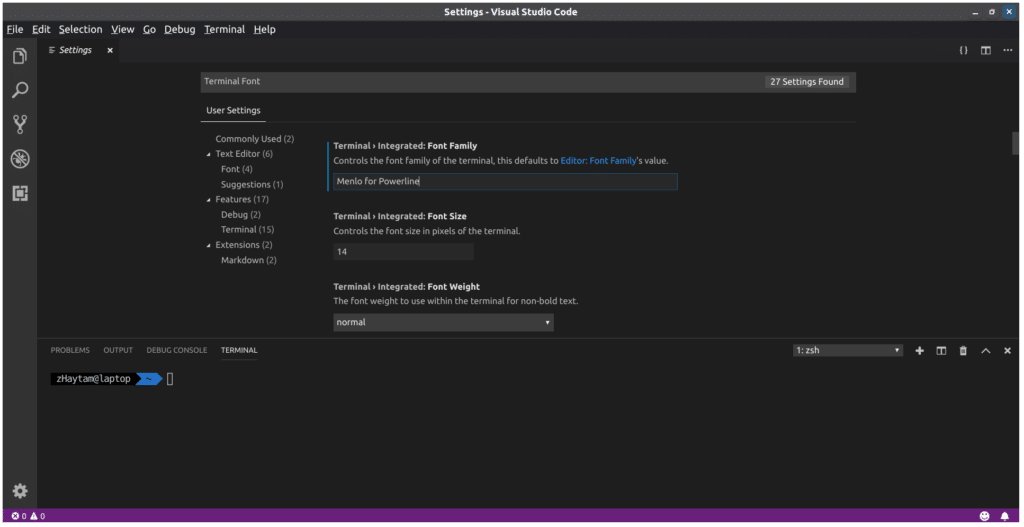 Settings - Visual Studio Code
File Edit Selection View Go Debug Terminal Help
Settings
Terminal Font 27 Settings Found
User Settings
Commonly Used (2)
Text Editor (6)
Font (4)
Suggestions (1)
Features (17)
Debug (2)
Terminal (15)
Extensions (2)
Markdown (2)
Terminal › Integrated: Font Family
Controls the font family of the terminal, this defaults to Editor: Font Family's value.
Menlo for Powerline
Terminal › Integrated: Font Size
Controls the font size in pixels of the terminal.
14
Terminal › Integrated: Font Weight
The font weight to use within the terminal for non-bold text.
normal
PROBLEMS OUTPUT DEBUG CONSOLE TERMINAL 1: zsh
zHaytam@laptop ~
0 0